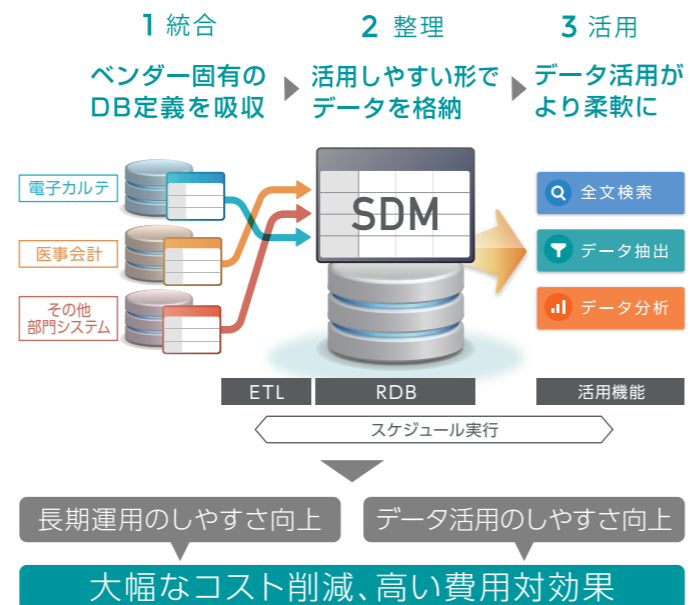 1 統合
ベンダー固有の
DB定義を吸収
2 整理
活用しやすい形で
データを格納
3 活用
データ活用が
より柔軟に
電子カルテ
医事会計
その他
部門システム
SDM
全文検索
データ抽出
データ分析
ETL
RDB
活用機能
スケジュール実行
長期運用のしやすさ向上
データ活用のしやすさ向上
大幅なコスト削減、高い費用対効果